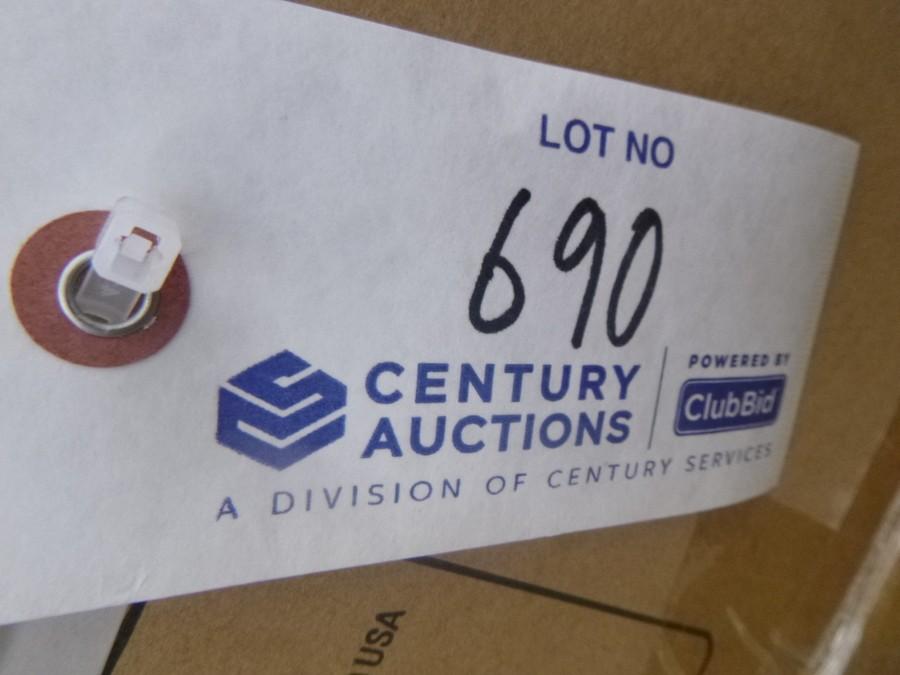 LOT NO
690
CENTURY
AUCTIONS
POWERED BY
ClubBid
A DIVISION OF CENTURY SERVICES
USA